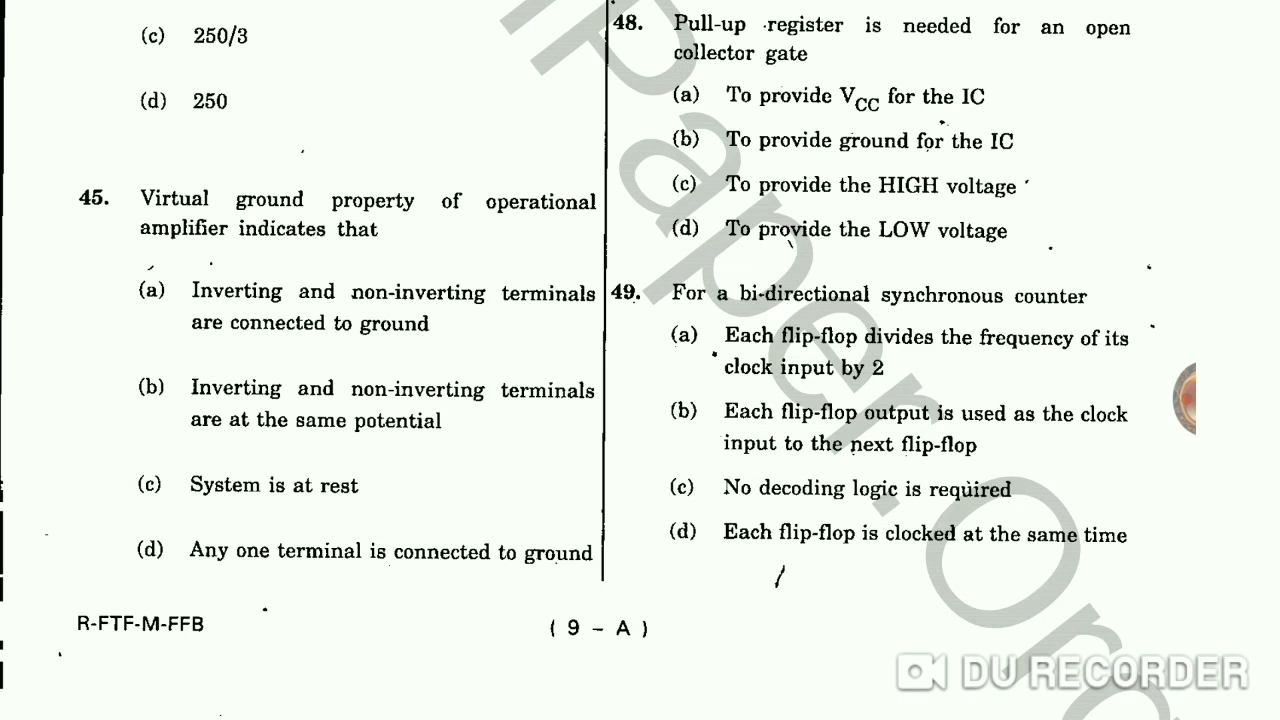 (c) 250/3
(d) 250
45. Virtual ground property of operational
amplifier indicates that
(a) Inverting and non-inverting terminals
are connected to ground
(b) Inverting and non-inverting terminals
are at the same potential
(c) System is at rest
(d) Any one terminal is connected to ground
48. Pull-up register is needed for an open
collector gate
(a) To provide VCC for the IC
(b) To provide ground for the IC
(c) To provide the HIGH voltage
(d) To provide the LOW voltage
49. For a bi-directional synchronous counter
(a) Each flip-flop divides the frequency of its
clock input by 2
(b) Each flip-flop output is used as the clock
input to the next flip-flop
(c) No decoding logic is required
(d) Each flip-flop is clocked at the same time
R-FTF-M-FFB
( 9 – A )
Paper.Org
DU RECORDER